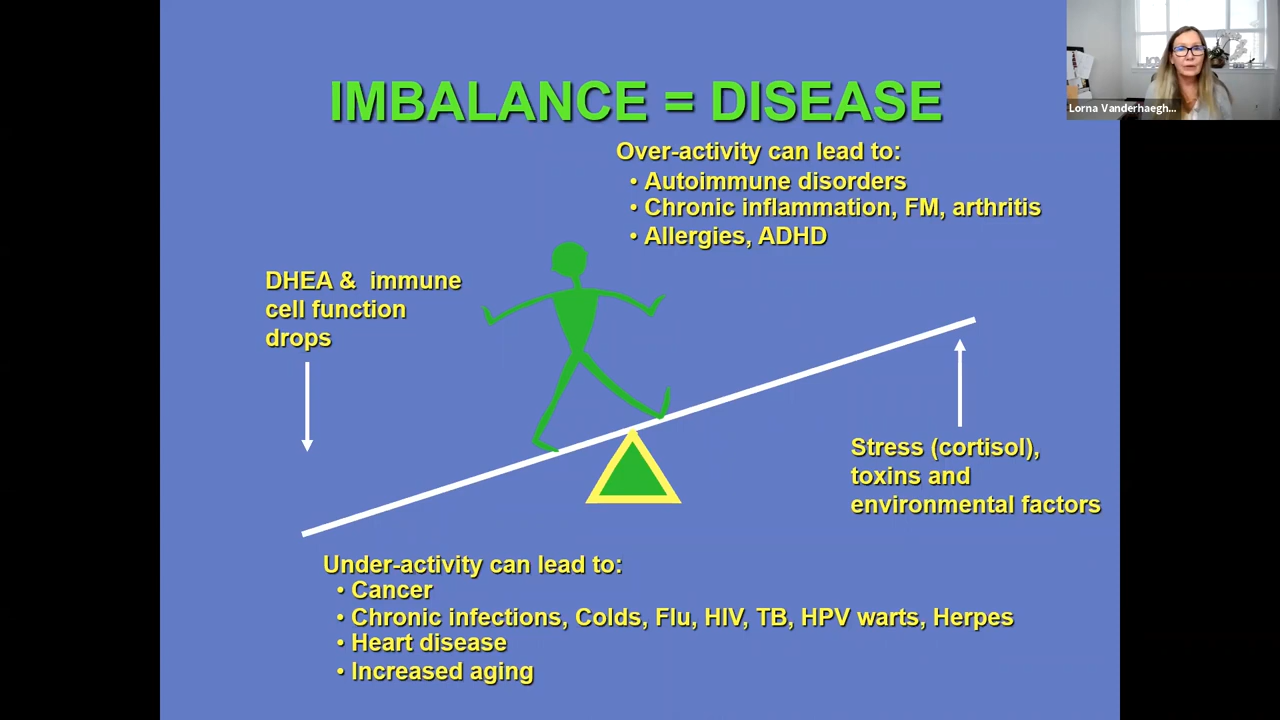 Lorna Vanderhaegh...
IMBALANCE = DISEASE
Over-activity can lead to:
• Autoimmune disorders
• Chronic inflammation, FM, arthritis
• Allergies, ADHD
DHEA & immune
cell function
drops
Stress (cortisol),
toxins and
environmental factors
Under-activity can lead to:
• Cancer
• Chronic infections, Colds, Flu, HIV, TB, HPV warts, Herpes
• Heart disease
• Increased aging